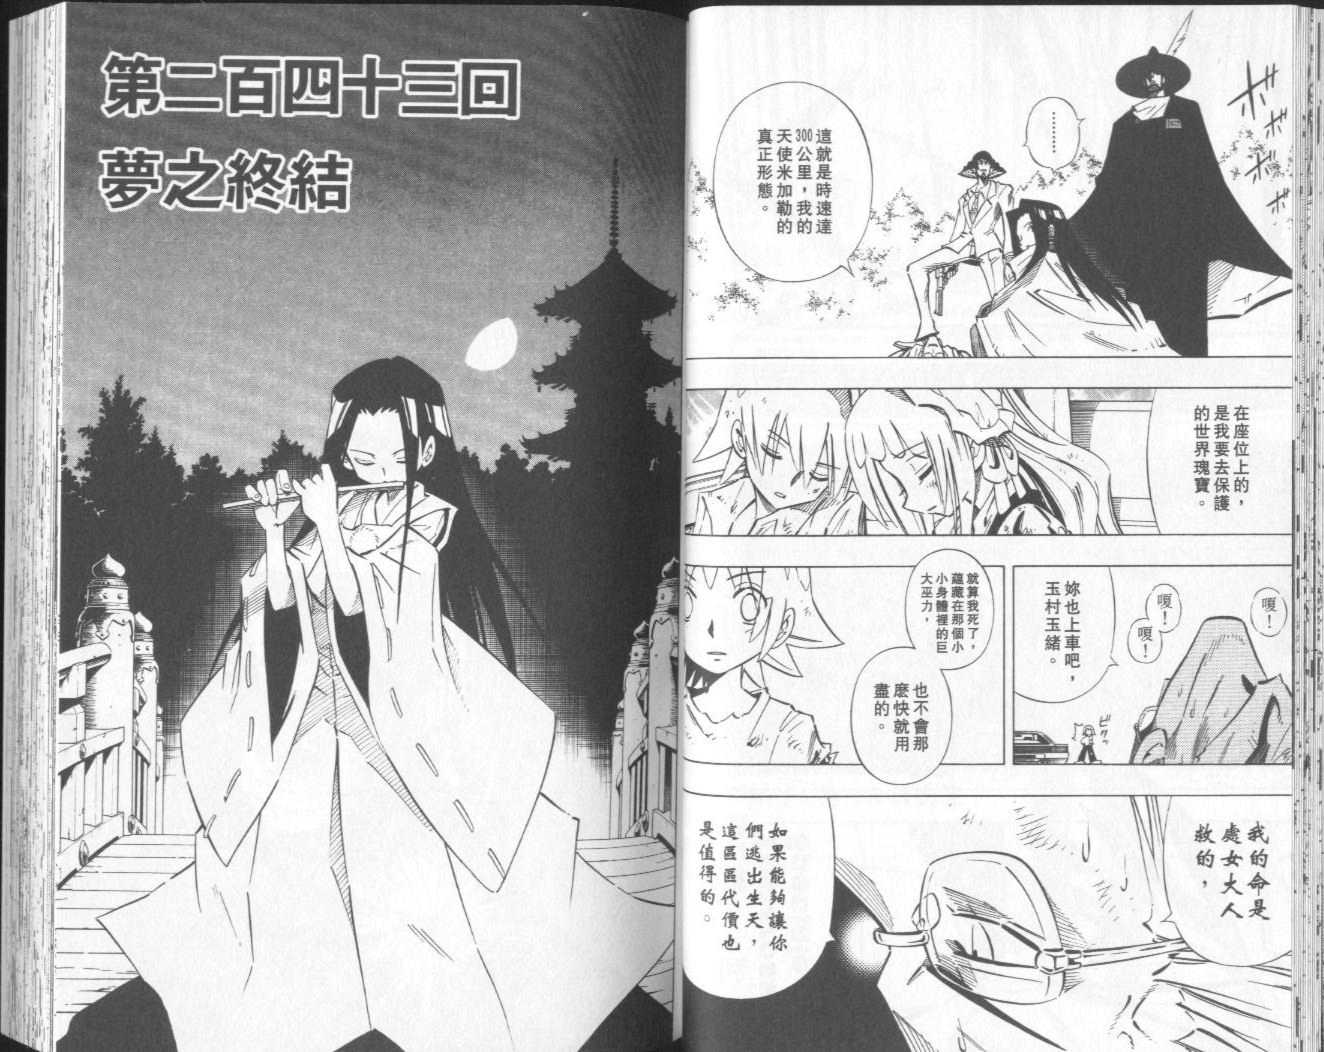 ボボボボ
………
這就是時速達
300公里，我的
天使米加勒的
真正形態。
在座位上的，
是我要去保護
的世界瑰寶。
嗄！
嗄！
嗄！
妳也上車吧，
玉村玉緒。
ビクッ
就算我死了，
蘊藏在那個小
小身體裡的巨
大巫力，
也不會那
麼快就用
盡的。
我的命是
處女大人
救的，
如果能夠讓你
們逃出生天，
這區區代價也
是值得的。
第二百四十三回
夢之終結